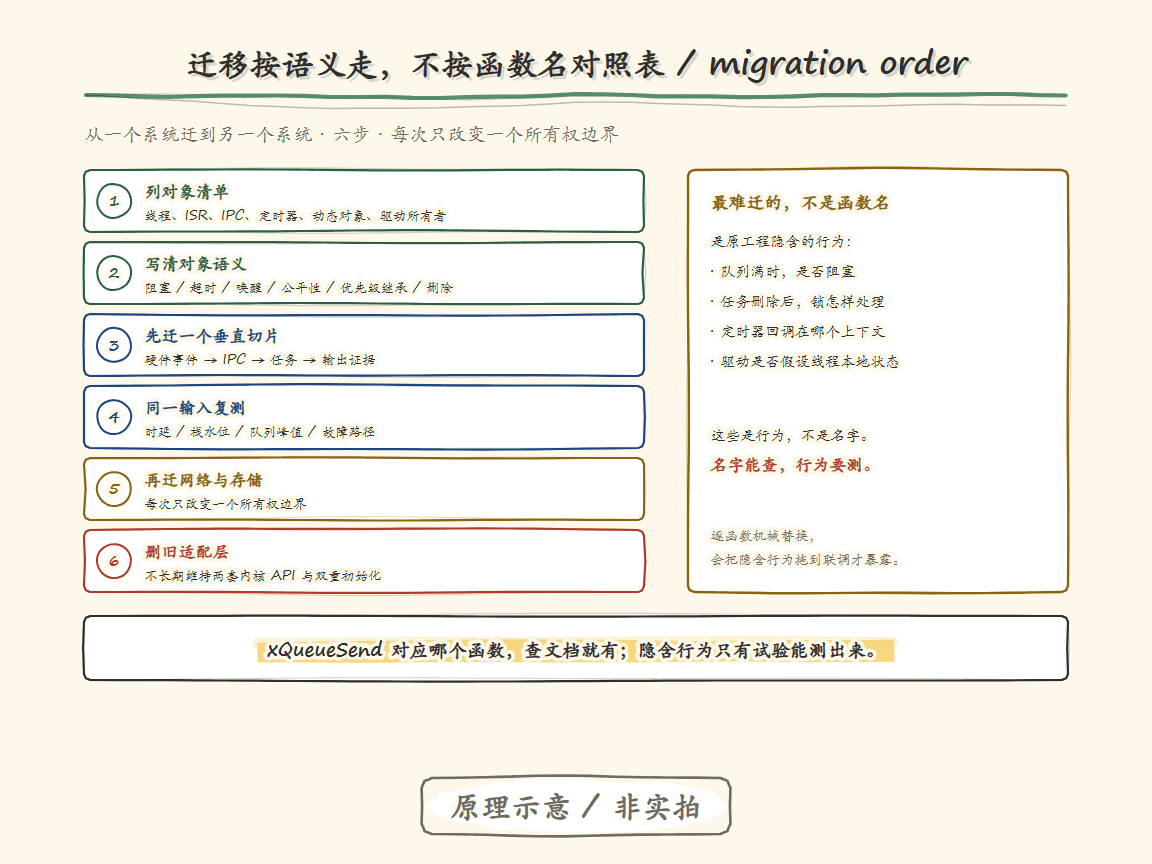 迁移按语义走，不按函数名对照表 / migration order
从一个系统迁到另一个系统 · 六步 · 每次只改变一个所有权边界
1
列对象清单
线程、ISR、IPC、定时器、动态对象、驱动所有者
2
写清对象语义
阻塞 / 超时 / 唤醒 / 公平性 / 优先级继承 / 删除
3
先迁一个垂直切片
硬件事件 → IPC → 任务 → 输出证据
4
同一输入复测
时延 / 栈水位 / 队列峰值 / 故障路径
5
再迁网络与存储
每次只改变一个所有权边界
6
删旧适配层
不长期维持两套内核 API 与双重初始化
最难迁的，不是函数名
是原工程隐含的行为：
· 队列满时，是否阻塞
· 任务删除后，锁怎样处理
· 定时器回调在哪个上下文
· 驱动是否假设线程本地状态
这些是行为，不是名字。
名字能查，行为要测。
逐函数机械替换，
会把隐含行为拖到联调才暴露。
xQueueSend 对应哪个函数，查文档就有；隐含行为只有试验能测出来。
原理示意 / 非实拍